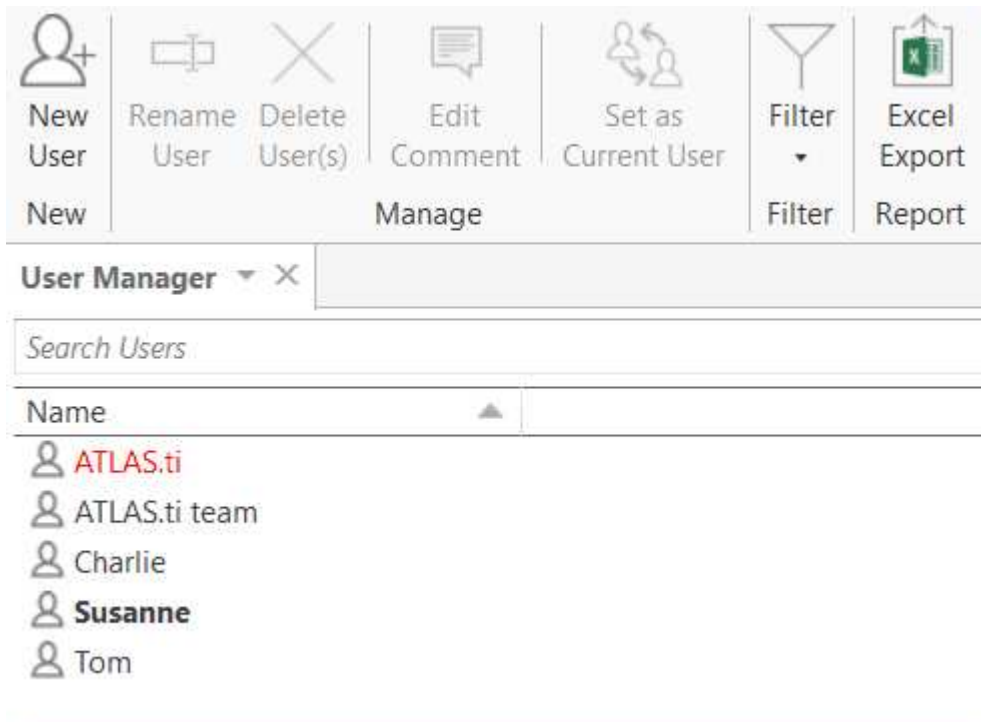 New Rename Delete Edit Set as Filter Excel
User User User(s) Comment Current User Export
New Manage Filter Report
User Manager
Search Users
Name
ATLAS.ti
ATLAS.ti team
Charlie
Susanne
Tom